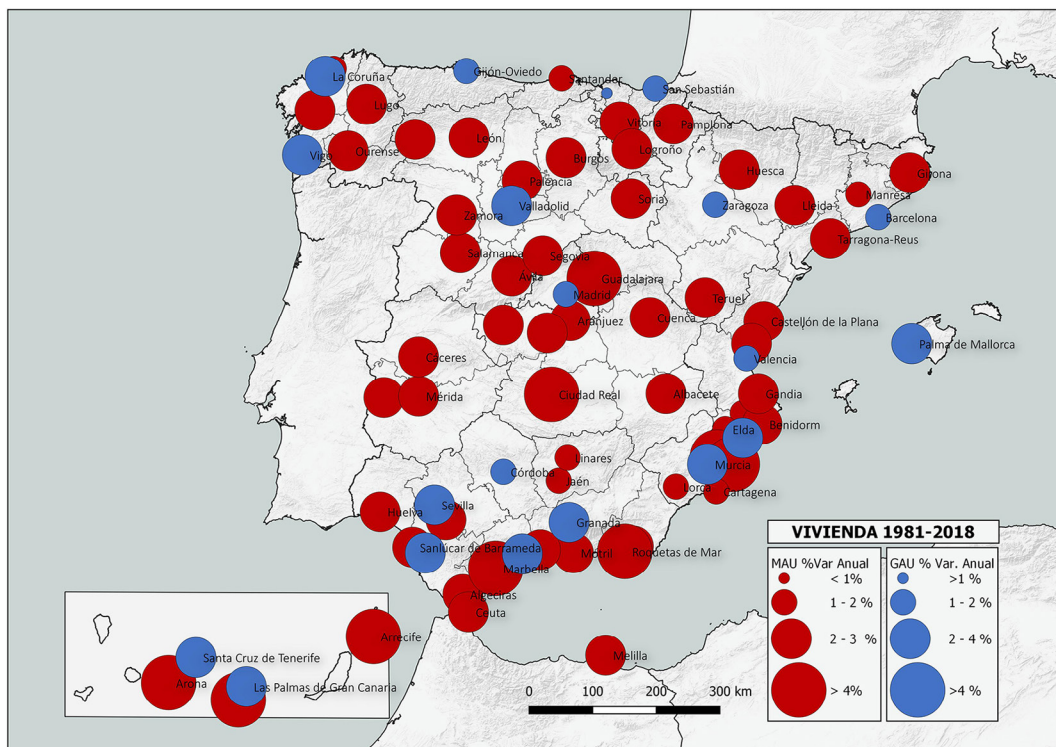 La Coruña
Gijón-Oviedo
Santander
San Sebastián
Lugo
Vitoria
Pamplona
León
Vigo
Ourense
Logroño
Burgos
Huesca
Girona
Palencia
Manresa
Soria
Zaragoza
Lleida
Valladolid
Zamora
Barcelona
Tarragona-Reus
Salamanca
Segovia
Ávila
Guadalajara
Madrid
Teruel
Aranjuez
Cuenca
Castelljón de la Plana
Palma de Mallorca
Cáceres
Valencia
Mérida
Ciudad Real
Albacete
Gandia
Elda
Benidorm
Linares
Murcia
Córdoba
Jaén
Lorca
Cartagena
Huelva
Sevilla
Granada
Sanlúcar de Barrameda
Motril
Roquetas de Mar
Marbella
Algeciras
Ceuta
Melilla
Arrecife
Santa Cruz de Tenerife
Arona
Las Palmas de Gran Canaria
VIVIENDA 1981-2018
MAU %Var Anual
< 1%
1 - 2 %
2 - 3 %
> 4%
GAU % Var. Anual
>1 %
1 - 2 %
2 - 4 %
>4 %
0 100 200 300 km